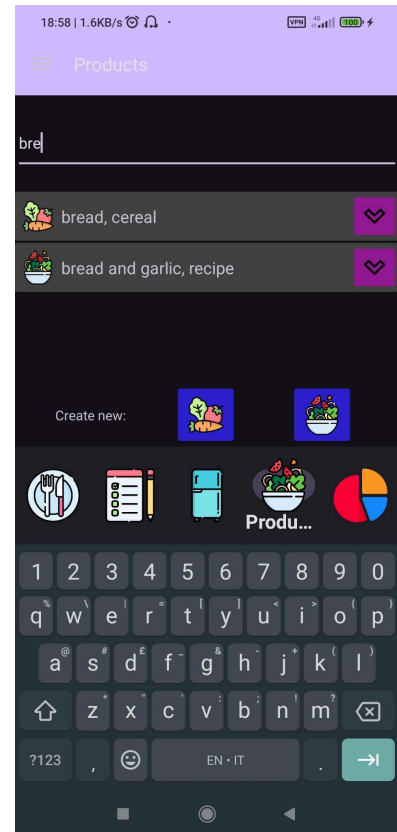 18:58 | 1.6KB/s
VPN 4G 100
Products
bre
bread, cereal
bread and garlic, recipe
Create new:
Produ...
1 2 3 4 5 6 7 8 9 0
q w e r t y u i o p
a s d f g h j k l
z x c v b n m
?123 , EN • IT .